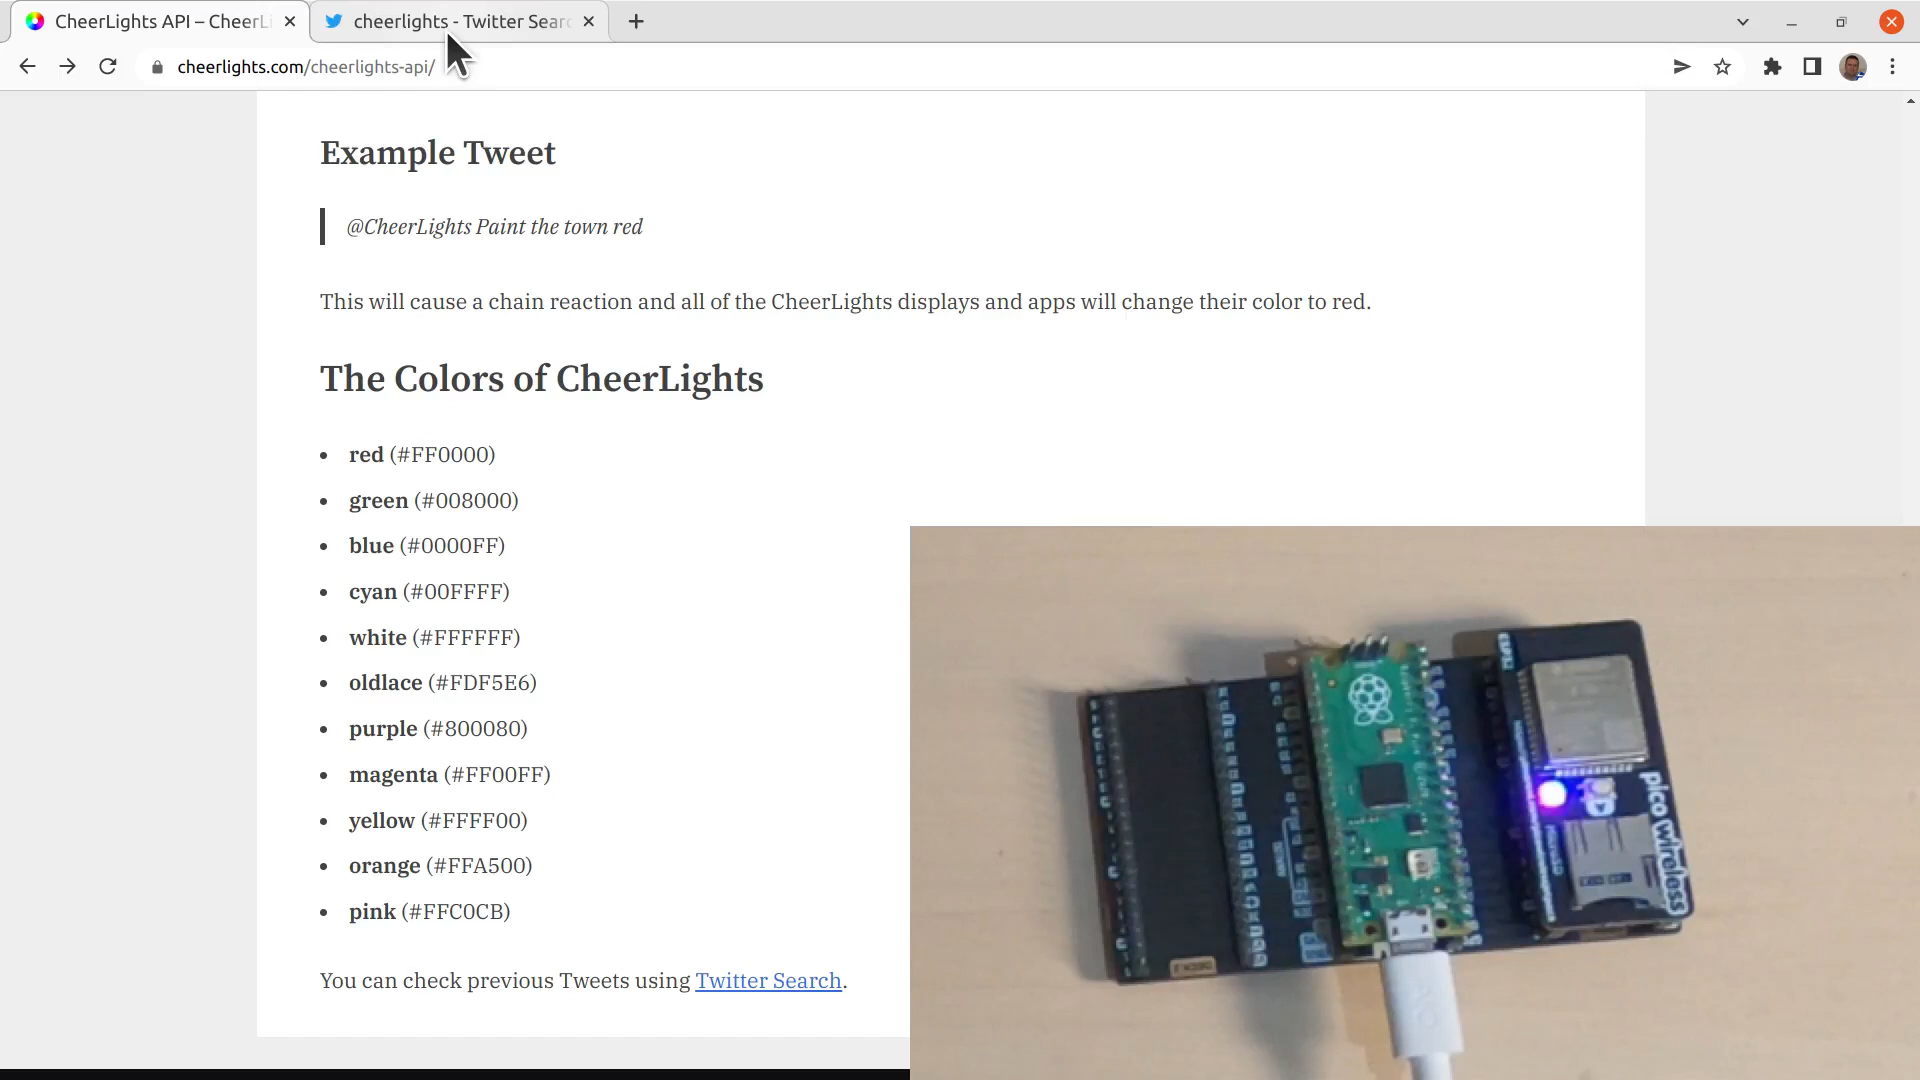 CheerLights API – CheerLi
cheerlights - Twitter Searc
cheerlights.com/cheerlights-api/
Example Tweet
@CheerLights Paint the town red
This will cause a chain reaction and all of the CheerLights displays and apps will change their color to red.
The Colors of CheerLights
• red (#FF0000)
• green (#008000)
• blue (#0000FF)
• cyan (#00FFFF)
• white (#FFFFFF)
• oldlace (#FDF5E6)
• purple (#800080)
• magenta (#FF00FF)
• yellow (#FFFF00)
• orange (#FFA500)
• pink (#FFC0CB)
You can check previous Tweets using Twitter Search.
pico wireless